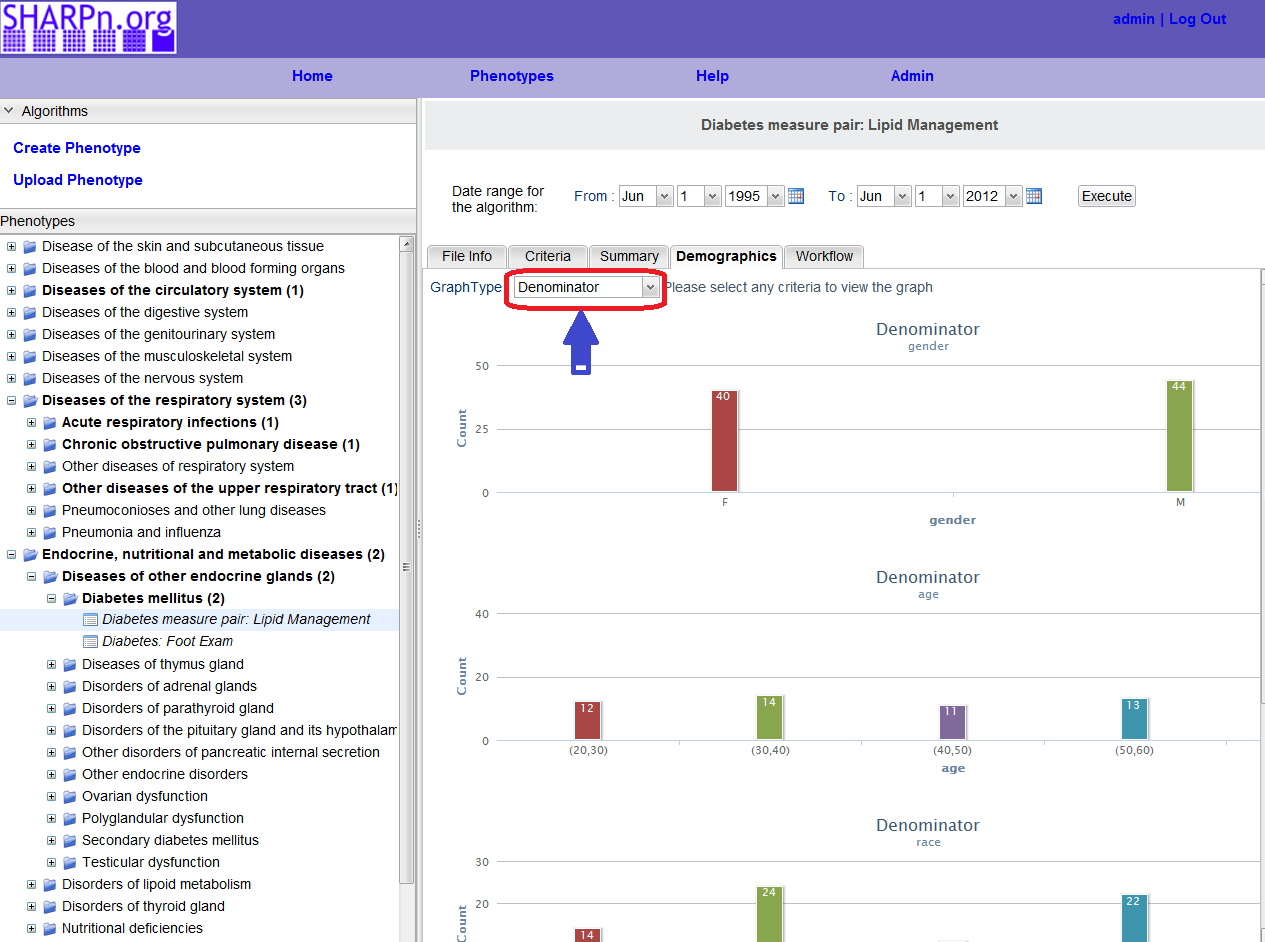 SHARPn.org
admin | Log Out
Home Phenotypes Help Admin
Algorithms
Create Phenotype
Upload Phenotype
Phenotypes
Disease of the skin and subcutaneous tissue
Diseases of the blood and blood forming organs
Diseases of the circulatory system (1)
Diseases of the digestive system
Diseases of the genitourinary system
Diseases of the musculoskeletal system
Diseases of the nervous system
Diseases of the respiratory system (3)
Acute respiratory infections (1)
Chronic obstructive pulmonary disease (1)
Other diseases of respiratory system
Other diseases of the upper respiratory tract (1)
Pneumoconioses and other lung diseases
Pneumonia and influenza
Endocrine, nutritional and metabolic diseases (2)
Diseases of other endocrine glands (2)
Diabetes mellitus (2)
Diabetes measure pair: Lipid Management
Diabetes: Foot Exam
Diseases of thymus gland
Disorders of adrenal glands
Disorders of parathyroid gland
Disorders of the pituitary gland and its hypothalam
Other disorders of pancreatic internal secretion
Other endocrine disorders
Ovarian dysfunction
Polyglandular dysfunction
Secondary diabetes mellitus
Testicular dysfunction
Disorders of lipoid metabolism
Disorders of thyroid gland
Nutritional deficiencies
Diabetes measure pair: Lipid Management
Date range for
the algorithm:
From : Jun 1 1995 To : Jun 1 2012 Execute
File Info Criteria Summary Demographics Workflow
GraphType Denominator Please select any criteria to view the graph
Denominator
gender
50
25
0
Count
40
44
F M
gender
Denominator
age
40
20
0
Count
12 14 11 13
(20,30) (30,40) (40,50) (50,60)
age
Denominator
race
30
20
Count
14 24 22